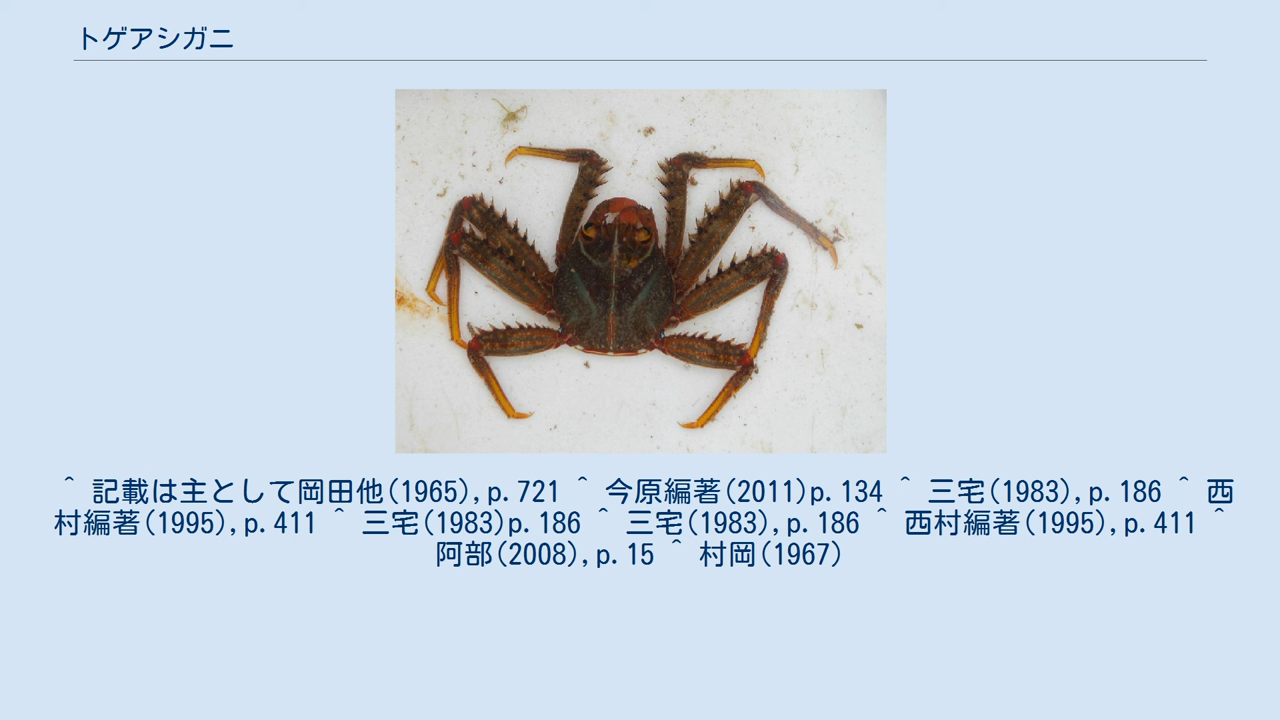 トゲアシガニ
^ 記載は主として岡田他(1965),p.721 ^ 今原編著(2011)p.134 ^ 三宅(1983),p.186 ^ 西
村編著(1995),p.411 ^ 三宅(1983)p.186 ^ 三宅(1983),p.186 ^ 西村編著(1995),p.411 ^
阿部(2008),p.15 ^ 村岡(1967)